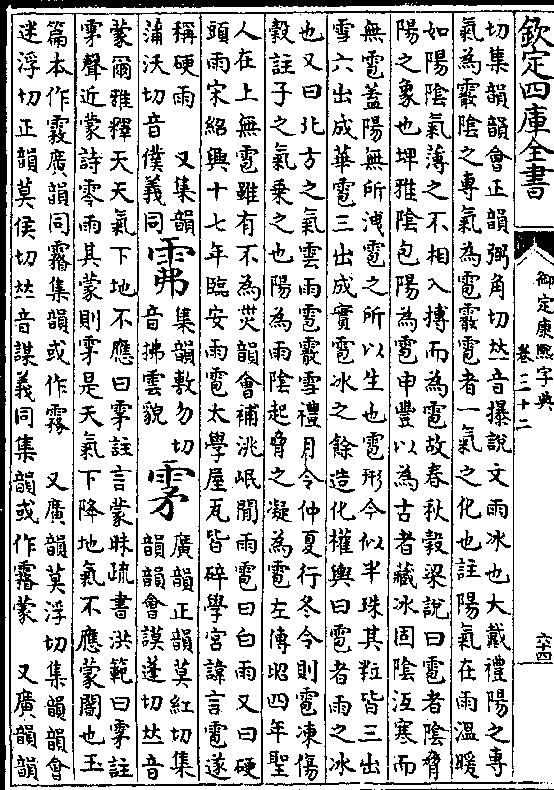 欽定四庫全書
御定康熙字典
卷三十二
六十四
切集韻韻會正韻弼角切𠀤音撲說文雨冰也大戴禮陽之專
氣為霰陰之專氣為雹霰雹者一氣之化也註陽氣在雨溫暖
如陽陰氣薄之不相入搏而為雹故春秋穀梁說曰雹者陰脅
陽之象也埤雅陰包陽為雹申豐以為古者藏冰固陰沍寒而
無雹蓋陽無所洩雹之所以生也雹形今似半珠其粒皆三出
雪六出成華雹三出成實雹冰之餘造化權輿曰雹者雨之冰
也又曰北方之氣雲雨雹霰雪禮月令仲夏行冬令則雹凍傷
穀註子之氣乗之也陽為雨陰起脅之凝為雹左傳昭四年聖
人在上無雹雖有不為災韻會補洮岷閒雨雹曰白雨又曰硬
頭雨宋紹興十七年臨安雨雹太學屋瓦皆碎學宮諱言雹遂
稱硬雨 又集韻
蒲沃切音僕義同
集韻敷勿切
音拂雲貌
雺
廣韻正韻莫紅切集
韻韻會謨蓬切𠀤音
蒙爾雅釋天天氣下地不應曰雺註言蒙昧疏書洪範曰雺註
雺聲近蒙詩零雨其蒙則雺是天氣下降地氣不應蒙闇也玉
篇本作霚廣韻同霿集韻或作霧 又廣韻莫浮切集韻韻會
迷浮切正韻莫侯切𠀤音謀義同集韻或作霿蒙 又廣韻韻